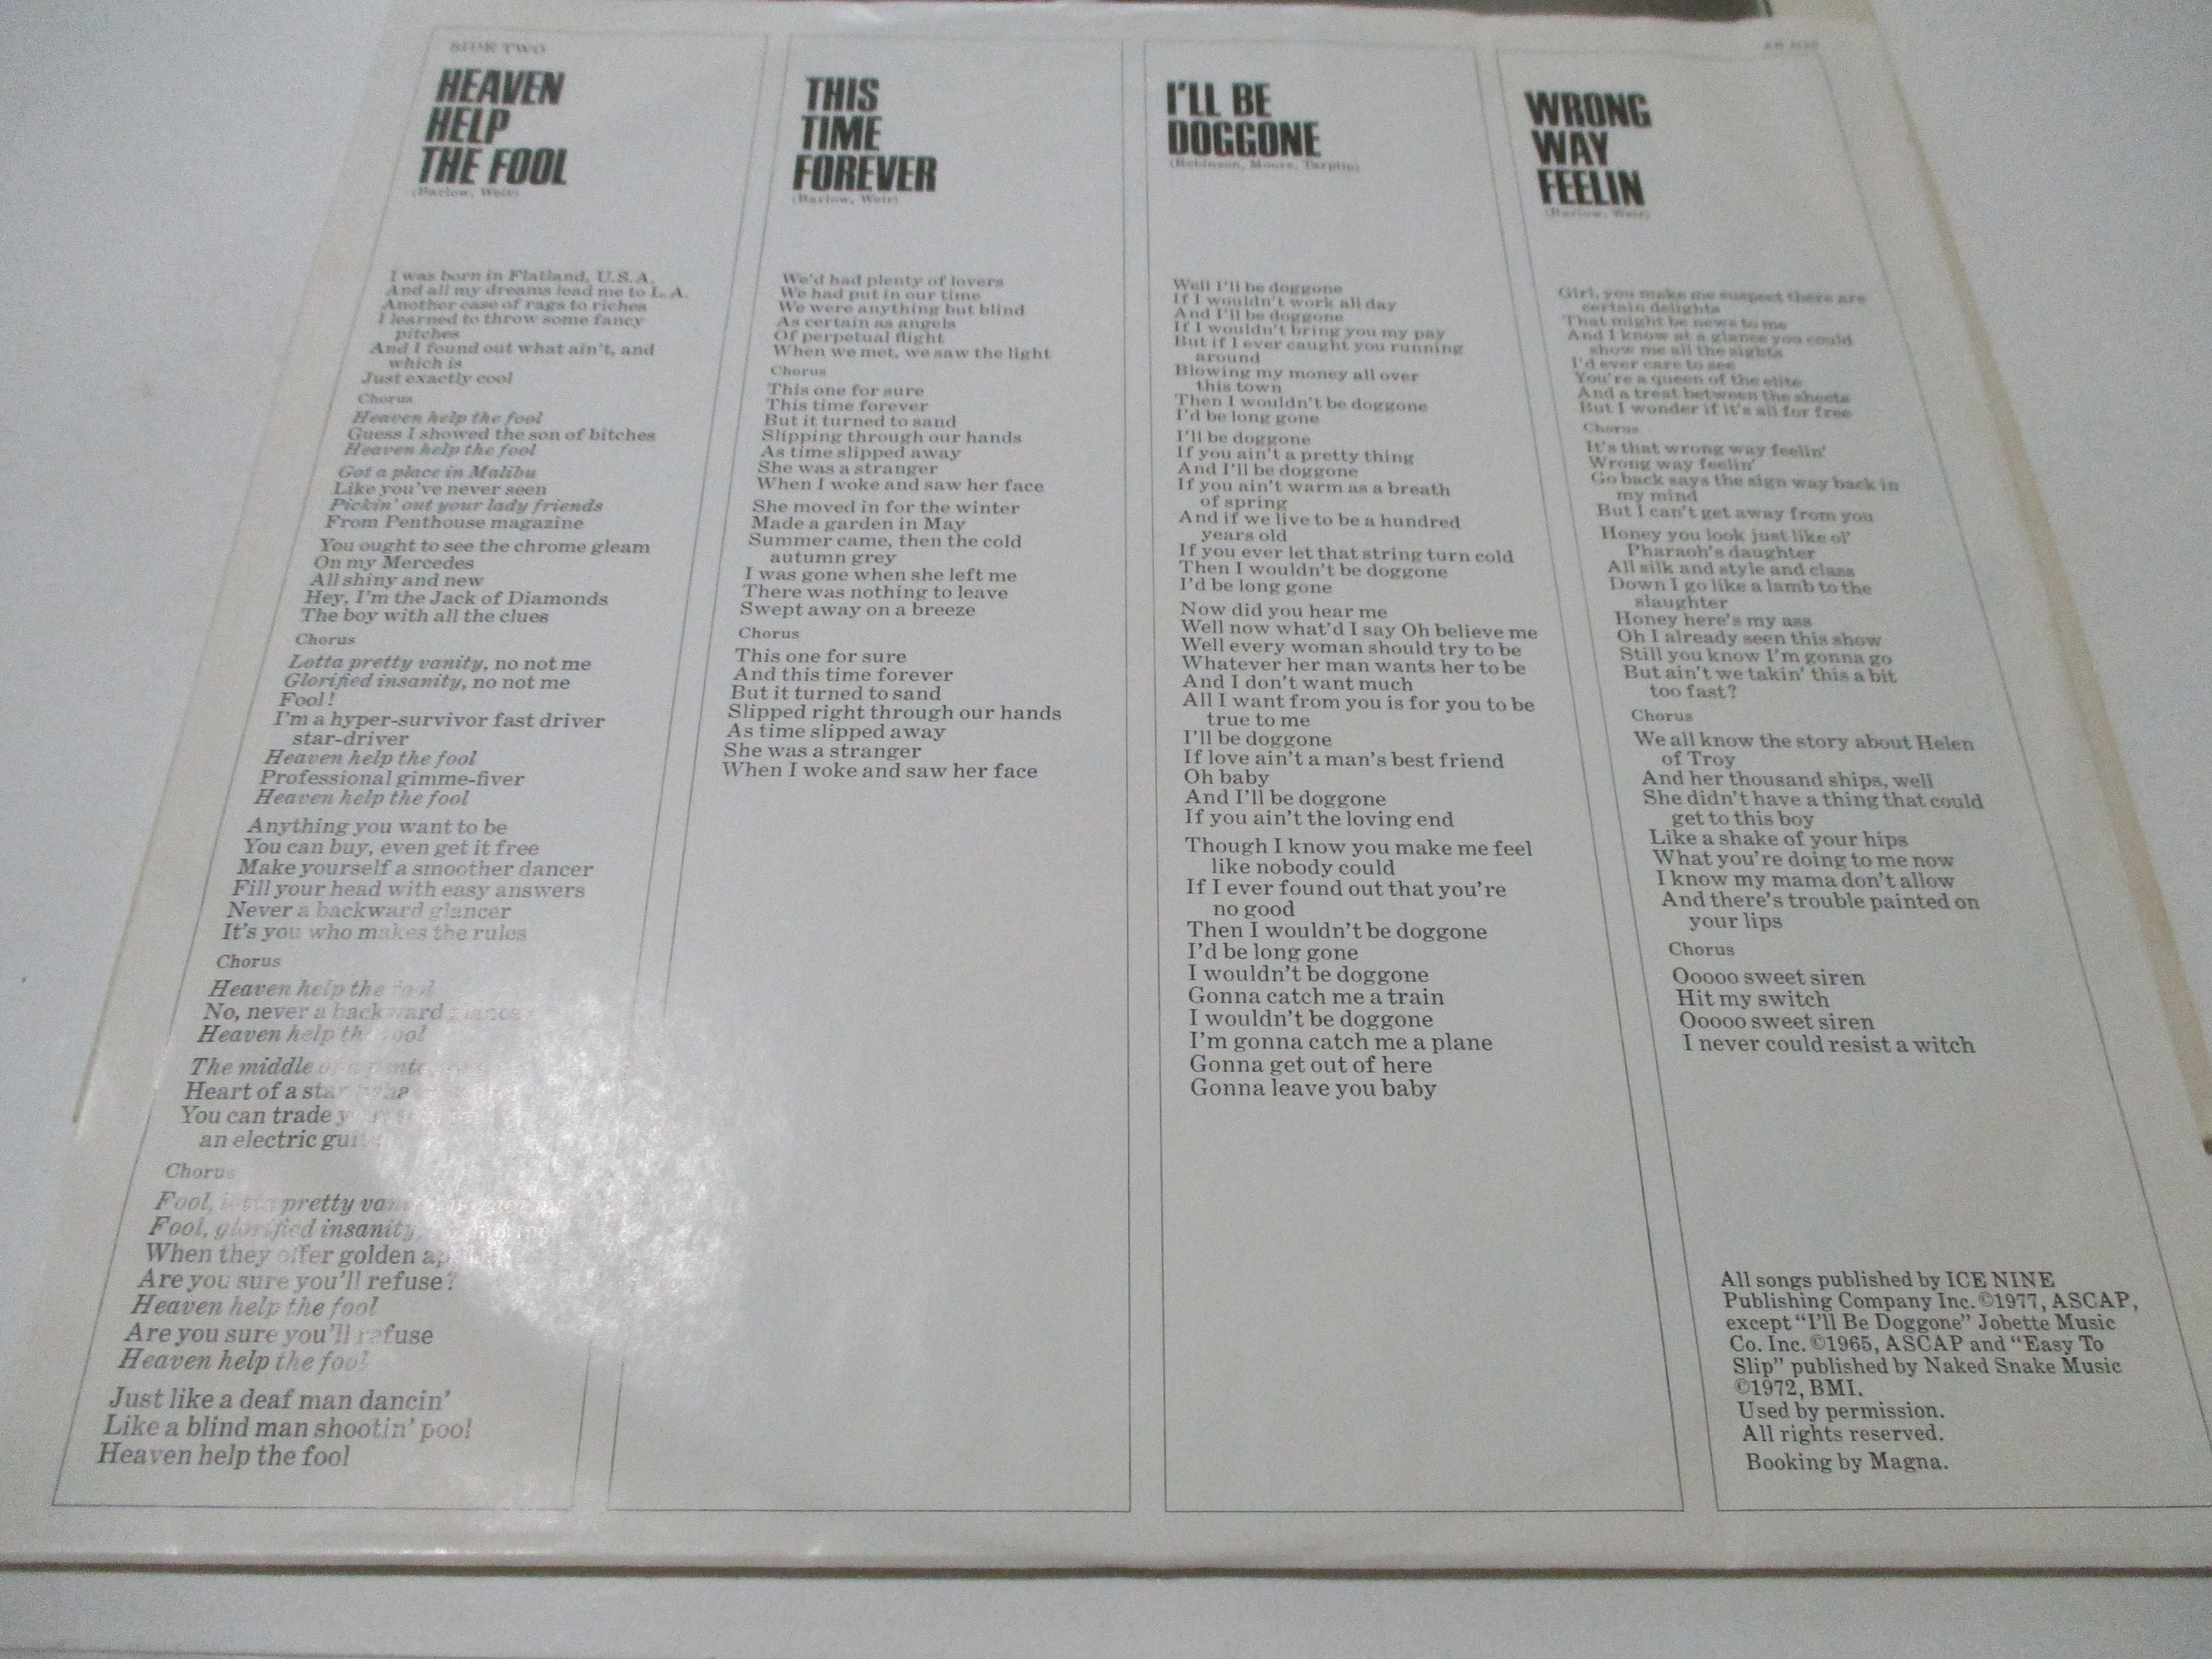 SIDE TWO
HEAVEN
HELP
THE FOOL
(Barlow, Weir)
I was born in Flatland, U.S.A.
And all my dreams lead me to L.A.
Another case of rags to riches
I learned to throw some fancy
pitches
And I found out what ain't, and
which is
Just exactly cool
Chorus
Heaven help the fool
Guess I showed the son of bitches
Heaven help the fool
Got a place in Malibu
Like you've never seen
Pickin' out your lady friends
From Penthouse magazine
You ought to see the chrome gleam
On my Mercedes
All shiny and new
Hey, I'm the Jack of Diamonds
The boy with all the clues
Chorus
Lotta pretty vanity, no not me
Glorified insanity, no not me
Fool!
I'm a hyper-survivor fast driver
star-driver
Heaven help the fool
Professional gimme-fiver
Heaven help the fool
Anything you want to be
You can buy, even get it free
Make yourself a smoother dancer
Fill your head with easy answers
Never a backward glancer
It's you who makes the rules
Chorus
Heaven help the fool
No, never a backward
Heaven help the fool
The middle of a
Heart of a
You can trade
an electric
Chorus
Fool, lotta pretty
Fool, glorified insanity,
When they offer golden
Are you sure you'll refuse?
Heaven help the fool
Are you sure you'll refuse
Heaven help the fool
Just like a deaf man dancin'
Like a blind man shootin' pool
Heaven help the fool
THIS
TIME
FOREVER
(Barlow, Weir)
We'd had plenty of lovers
We had put in our time
We were anything but blind
As certain as angels
Of perpetual flight
When we met, we saw the light
Chorus
This one for sure
This time forever
But it turned to sand
Slipping through our hands
As time slipped away
She was a stranger
When I woke and saw her face
She moved in for the winter
Made a garden in May
Summer came, then the cold
autumn grey
I was gone when she left me
There was nothing to leave
Swept away on a breeze
Chorus
This one for sure
And this time forever
But it turned to sand
Slipped right through our hands
As time slipped away
She was a stranger
When I woke and saw her face
I'LL BE
DOGGONE
(Robinson, Moore, Tarplin)
Well I'll be doggone
If I wouldn't work all day
And I'll be doggone
If I wouldn't bring you my pay
But if I ever caught you running
around
Blowing my money all over
this town
Then I wouldn't be doggone
I'd be long gone
I'll be doggone
If you ain't a pretty thing
And I'll be doggone
If you ain't warm as a breath
of spring
And if we live to be a hundred
years old
If you ever let that string turn cold
Then I wouldn't be doggone
I'd be long gone
Now did you hear me
Well now what'd I say Oh believe me
Well every woman should try to be
Whatever her man wants her to be
And I don't want much
All I want from you is for you to be
true to me
I'll be doggone
If love ain't a man's best friend
Oh baby
And I'll be doggone
If you ain't the loving end
Though I know you make me feel
like nobody could
If I ever found out that you're
no good
Then I wouldn't be doggone
I'd be long gone
I wouldn't be doggone
Gonna catch me a train
I wouldn't be doggone
I'm gonna catch me a plane
Gonna get out of here
Gonna leave you baby
WRONG
WAY
FEELIN
(Barlow, Weir)
Girl, you make me suspect there are
certain delights
That might be news to me
And I know at a glance you could
show me all the sights
I'd ever care to see
You're a queen of the elite
And a treat between the sheets
But I wonder if it's all for free
Chorus
It's that wrong way feelin'
Wrong way feelin'
Go back says the sign way back in
my mind
But I can't get away from you
Honey you look just like ol'
Pharaoh's daughter
All silk and style and class
Down I go like a lamb to the
slaughter
Honey here's my ass
Oh I already seen this show
Still you know I'm gonna go
But ain't we takin' this a bit
too fast?
Chorus
We all know the story about Helen
of Troy
And her thousand ships, well
She didn't have a thing that could
get to this boy
Like a shake of your hips
What you're doing to me now
I know my mama don't allow
And there's trouble painted on
your lips
Chorus
Ooooo sweet siren
Hit my switch
Ooooo sweet siren
I never could resist a witch
All songs published by ICE NINE
Publishing Company Inc. ©1977, ASCAP,
except "I'll Be Doggone" Jobette Music
Co. Inc. ©1965, ASCAP and "Easy To
Slip" published by Naked Snake Music
©1972, BMI.
Used by permission.
All rights reserved.
Booking by Magna.